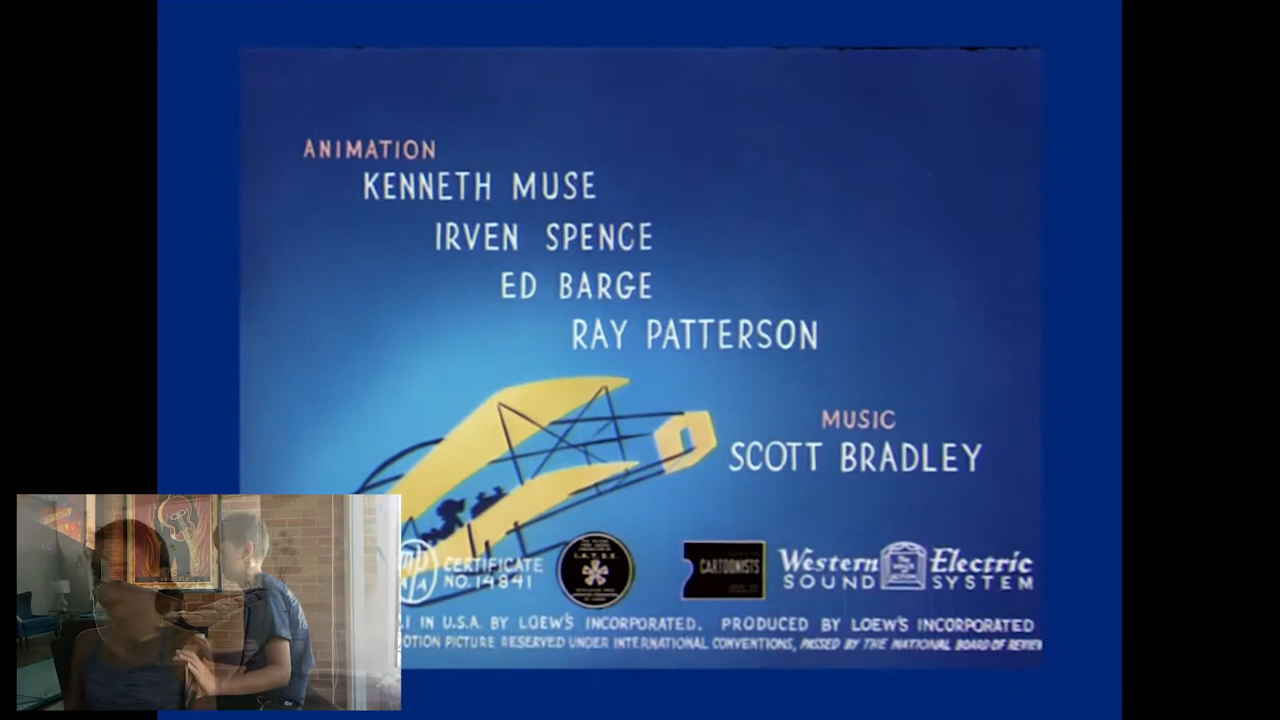 ANIMATION
KENNETH MUSE
IRVEN SPENCE
ED BARGE
RAY PATTERSON
MUSIC
SCOTT BRADLEY
CERTIFICATE
NO. 14841
CARTOONISTS
Western Electric
SOUND SYSTEM
IN U.S.A. BY LOEW'S INCORPORATED. PRODUCED BY LOEW'S INCORPORATED
OTION PICTURE RESERVED UNDER INTERNATIONAL CONVENTIONS, PASSED BY THE NATIONAL BOARD OF REVIEW